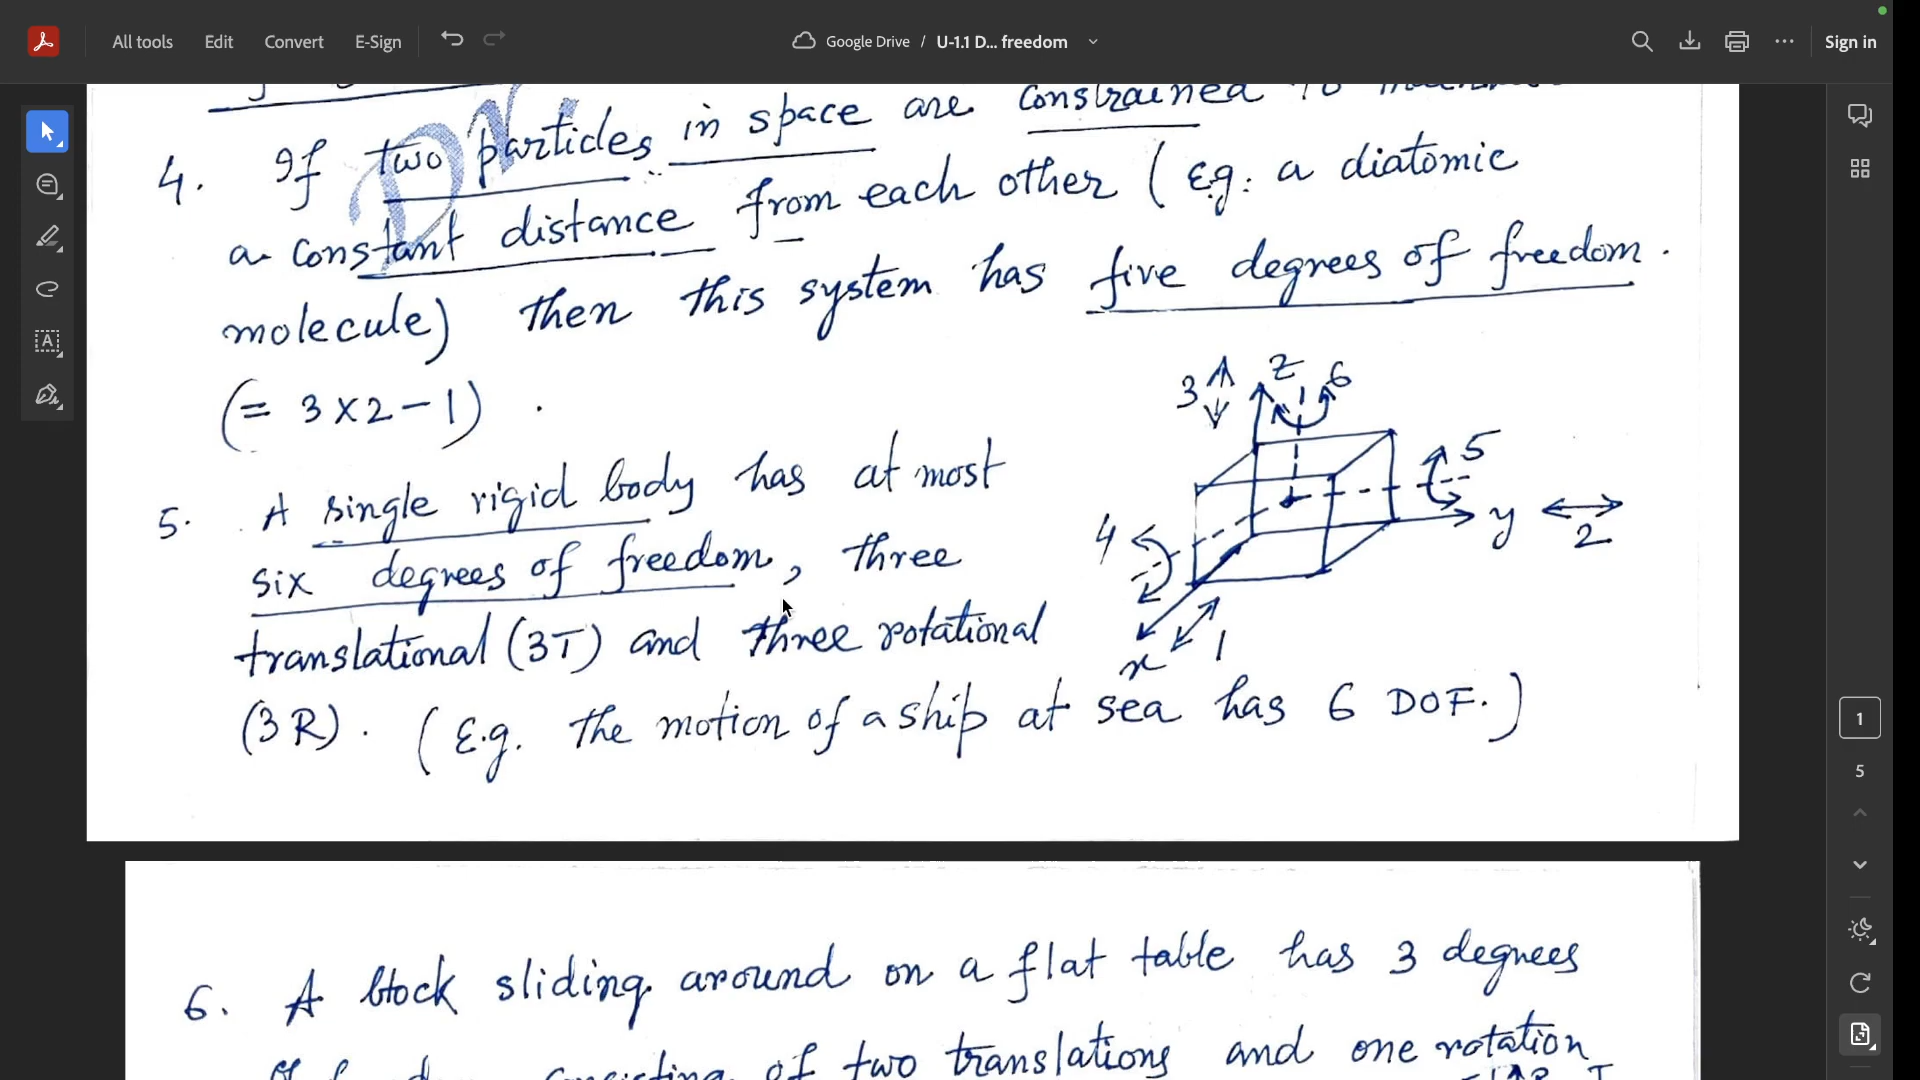 All tools Edit Convert E-Sign Google Drive / U-1.1 D... freedom Sign in
in space are constrained to
4. If two particles
a constant distance from each other (E.g: a diatomic
molecule) then this system has five degrees of freedom.
(= 3 x 2 - 1).
3 z 6
5. A single rigid body has at most
5
six degrees of freedom, three
4 y 2
translational (3T) and three rotational
x 1
(3R). (E.g. the motion of a ship at sea has 6 DOF.)
1
5
6. A block sliding around on a flat table has 3 degrees
of two translations and one rotation